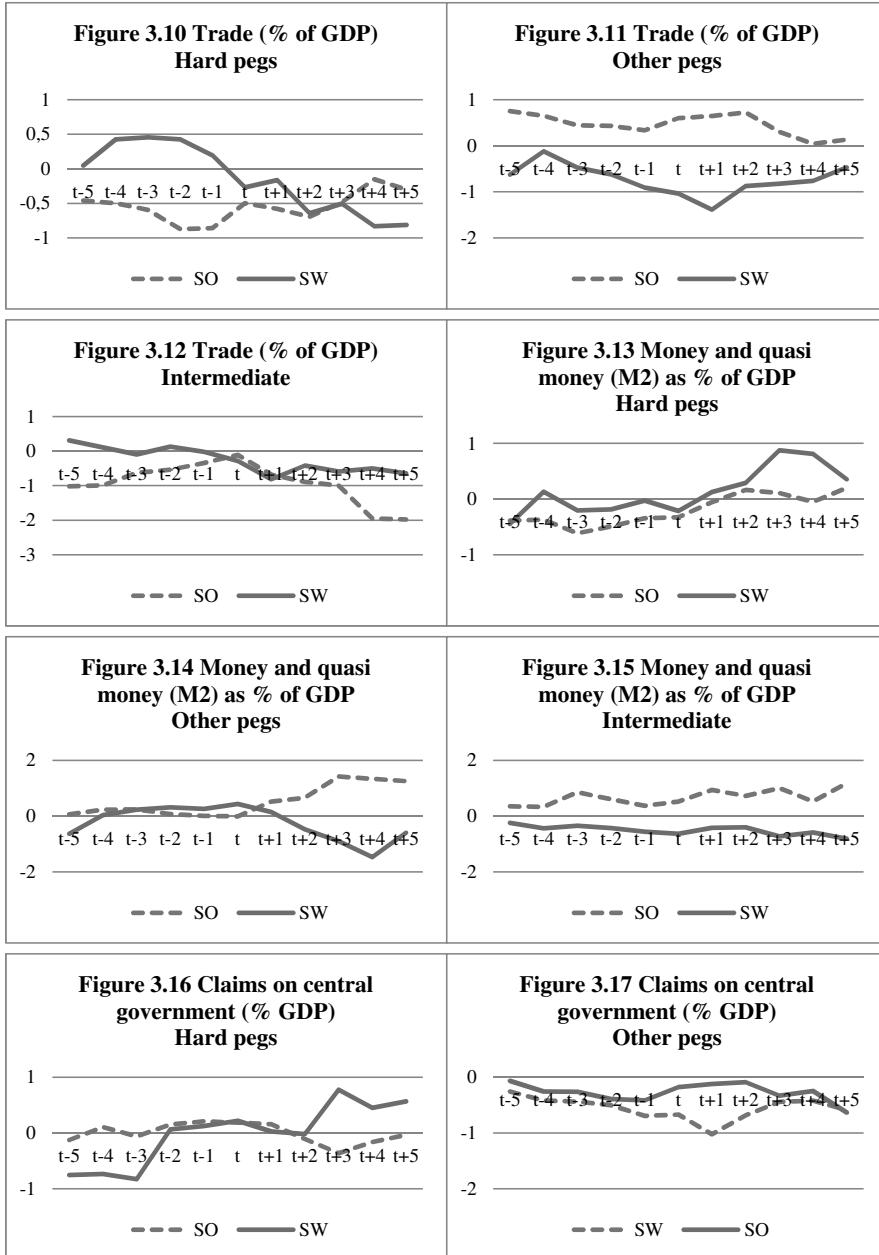 Figure 3.10 Trade (% of GDP)
Hard pegs
1
0,5
0
-0,5
-1
t-5 t-4 t-3 t-2 t-1 t t+1 t+2 t+3 t+4 t+5
SO SW
Figure 3.11 Trade (% of GDP)
Other pegs
1
0
-1
-2
t-5 t-4 t-3 t-2 t-1 t t+1 t+2 t+3 t+4 t+5
SO SW
Figure 3.12 Trade (% of GDP)
Intermediate
1
0
-1
-2
-3
t-5 t-4 t-3 t-2 t-1 t t+1 t+2 t+3 t+4 t+5
SO SW
Figure 3.13 Money and quasi
money (M2) as % of GDP
Hard pegs
1
0
-1
t-5 t-4 t-3 t-2 t-1 t t+1 t+2 t+3 t+4 t+5
SO SW
Figure 3.14 Money and quasi
money (M2) as % of GDP
Other pegs
2
0
-2
t-5 t-4 t-3 t-2 t-1 t t+1 t+2 t+3 t+4 t+5
SO SW
Figure 3.15 Money and quasi
money (M2) as % of GDP
Intermediate
2
0
-2
t-5 t-4 t-3 t-2 t-1 t t+1 t+2 t+3 t+4 t+5
SO SW
Figure 3.16 Claims on central
government (% GDP)
Hard pegs
1
0
-1
t-5 t-4 t-3 t-2 t-1 t t+1 t+2 t+3 t+4 t+5
SO SW
Figure 3.17 Claims on central
government (% GDP)
Other pegs
0
-1
-2
t-5 t-4 t-3 t-2 t-1 t t+1 t+2 t+3 t+4 t+5
SW SO